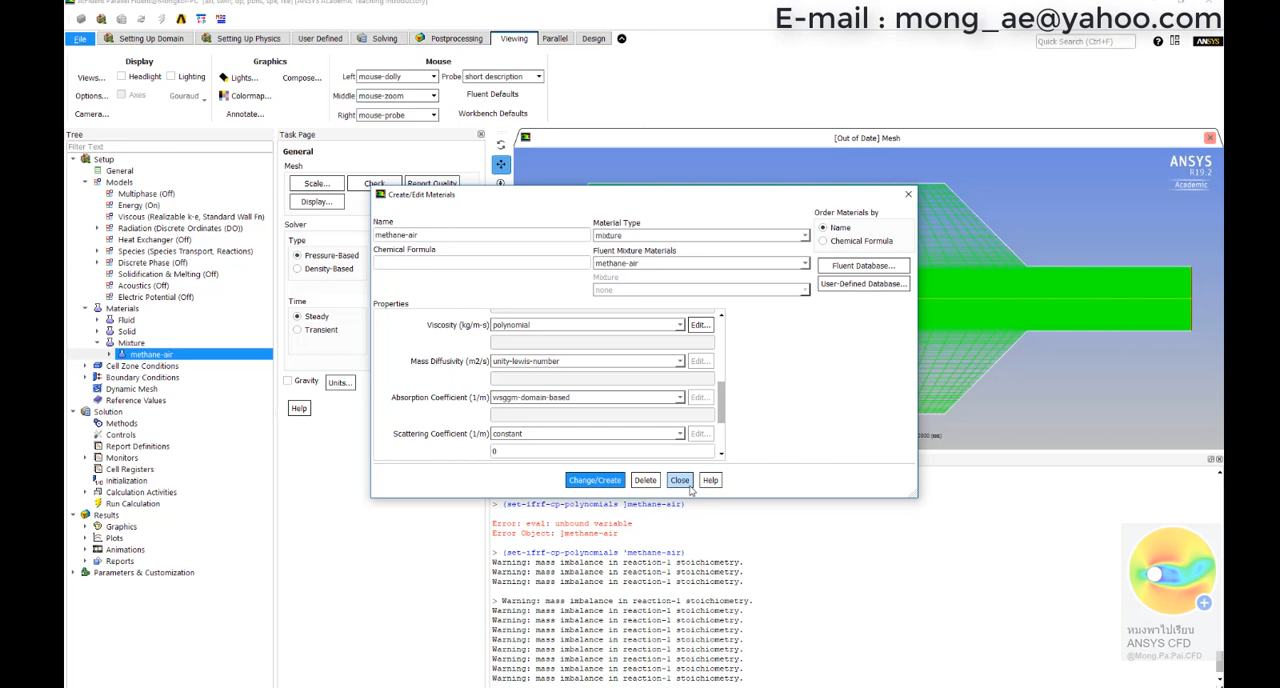 E-mail : mong_ae@yahoo.com
File
Setting Up Domain
Setting Up Physics
User Defined
Solving
Postprocessing
Viewing
Parallel
Design
Quick Search (Ctrl+F)
ANSYS
Display
Graphics
Mouse
Views...
Headlight
Lighting
Lights...
Compose...
Left
mouse-dolly
Probe
short description
Options...
Axes
Gouraud
Colormap...
Middle
mouse-zoom
Fluent Defaults
Camera...
Annotate...
Right
mouse-probe
Workbench Defaults
Tree
Filter Text
Setup
General
Models
Multiphase (Off)
Energy (On)
Viscous (Realizable k-e, Standard Wall Fn)
Radiation (Discrete Ordinates (DO))
Heat Exchanger (Off)
Species (Species Transport, Reactions)
Discrete Phase (Off)
Solidification & Melting (Off)
Acoustics (Off)
Electric Potential (Off)
Materials
Fluid
Solid
Mixture
methane-air
Cell Zone Conditions
Boundary Conditions
Dynamic Mesh
Reference Values
Solution
Methods
Controls
Report Definitions
Monitors
Cell Registers
Initialization
Calculation Activities
Run Calculation
Results
Graphics
Plots
Animations
Reports
Parameters & Customization
Task Page
General
Mesh
Scale...
Check
Report Quality
Display...
Solver
Type
Pressure-Based
Density-Based
Time
Steady
Transient
Gravity
Units...
Help
[Out of Date] Mesh
ANSYS
R19.2
Academic
Create/Edit Materials
Name
methane-air
Chemical Formula
Material Type
mixture
Fluent Mixture Materials
methane-air
Mixture
none
Order Materials by
Name
Chemical Formula
Fluent Database...
User-Defined Database...
Properties
Viscosity (kg/m-s)
polynomial
Edit...
Mass Diffusivity (m2/s)
unity-lewis-number
Edit...
Absorption Coefficient (1/m)
wsggm-domain-based
Edit...
Scattering Coefficient (1/m)
constant
Edit...
0
Change/Create
Delete
Close
Help
> (set-ifrf-cp-polynomials ]methane-air)
Error: eval: unbound variable
Error Object: ]methane-air
> (set-ifrf-cp-polynomials 'methane-air)
Warning: mass imbalance in reaction-1 stoichiometry.
Warning: mass imbalance in reaction-1 stoichiometry.
Warning: mass imbalance in reaction-1 stoichiometry.
> Warning: mass imbalance in reaction-1 stoichiometry.
Warning: mass imbalance in reaction-1 stoichiometry.
Warning: mass imbalance in reaction-1 stoichiometry.
Warning: mass imbalance in reaction-1 stoichiometry.
Warning: mass imbalance in reaction-1 stoichiometry.
Warning: mass imbalance in reaction-1 stoichiometry.
Warning: mass imbalance in reaction-1 stoichiometry.
Warning: mass imbalance in reaction-1 stoichiometry.
หมงพาไปเรียน
ANSYS CFD
@Mong.Pa.Pai.CFD